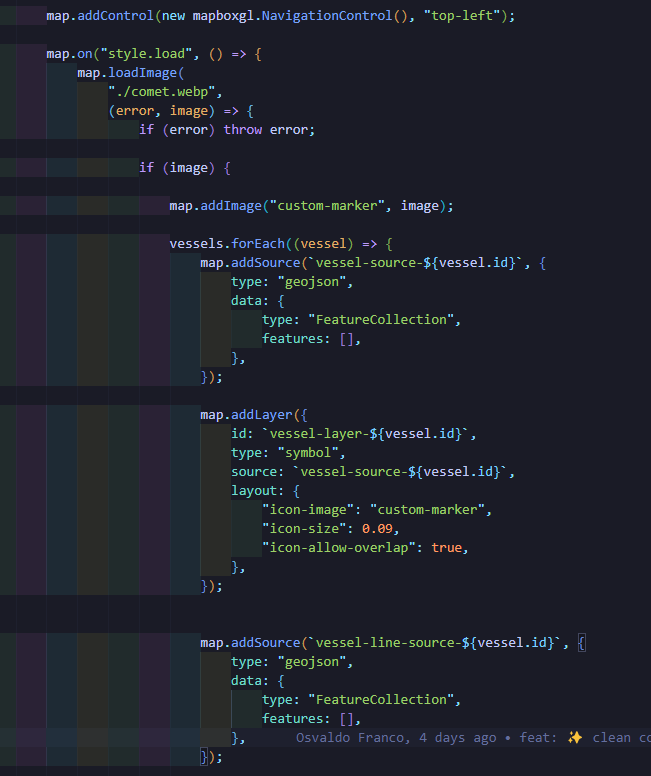 map.addControl(new mapboxgl.NavigationControl(), "top-left");
map.on("style.load", () => {
map.loadImage(
"./comet.webp",
(error, image) => {
if (error) throw error;
if (image) {
map.addImage("custom-marker", image);
vessels.forEach((vessel) => {
map.addSource(`vessel-source-${vessel.id}`, {
type: "geojson",
data: {
type: "FeatureCollection",
features: [],
},
});
map.addLayer({
id: `vessel-layer-${vessel.id}`,
type: "symbol",
source: `vessel-source-${vessel.id}`,
layout: {
"icon-image": "custom-marker",
"icon-size": 0.09,
"icon-allow-overlap": true,
},
});
map.addSource(`vessel-line-source-${vessel.id}`, {
type: "geojson",
data: {
type: "FeatureCollection",
features: [],
}, Osvaldo Franco, 4 days ago • feat: ✨ clean co
});